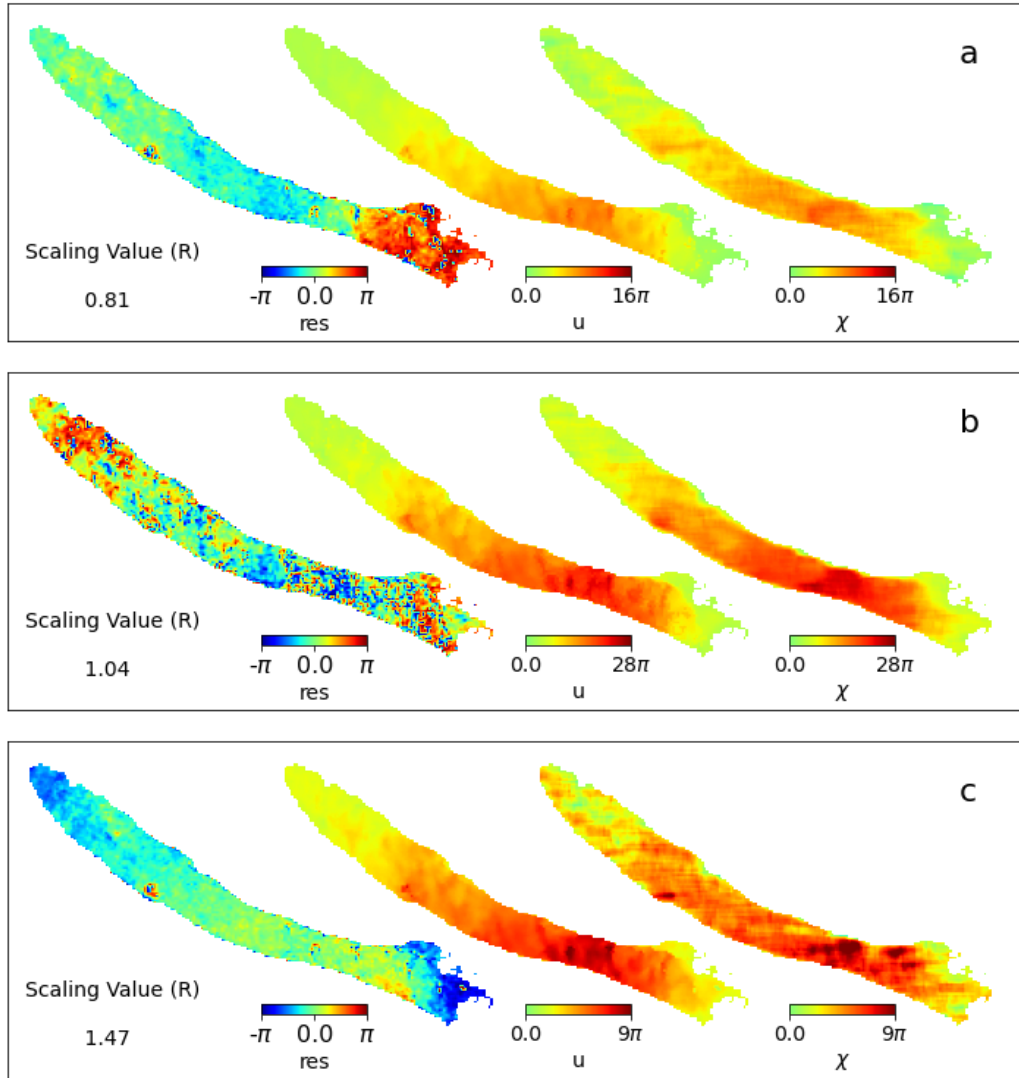 a
Scaling Value (R)
0.81
-π 0.0 π
res
0.0 16π
u
0.0 16π
χ
b
Scaling Value (R)
1.04
-π 0.0 π
res
0.0 28π
u
0.0 28π
χ
c
Scaling Value (R)
1.47
-π 0.0 π
res
0.0 9π
u
0.0 9π
χ